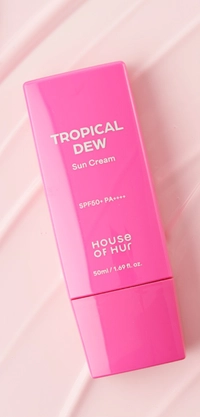 TROPICAL
DEW
Sun Cream
SPF50+ PA++++
HOUSE
OF HUR
50ml / 1.69 fl. oz.